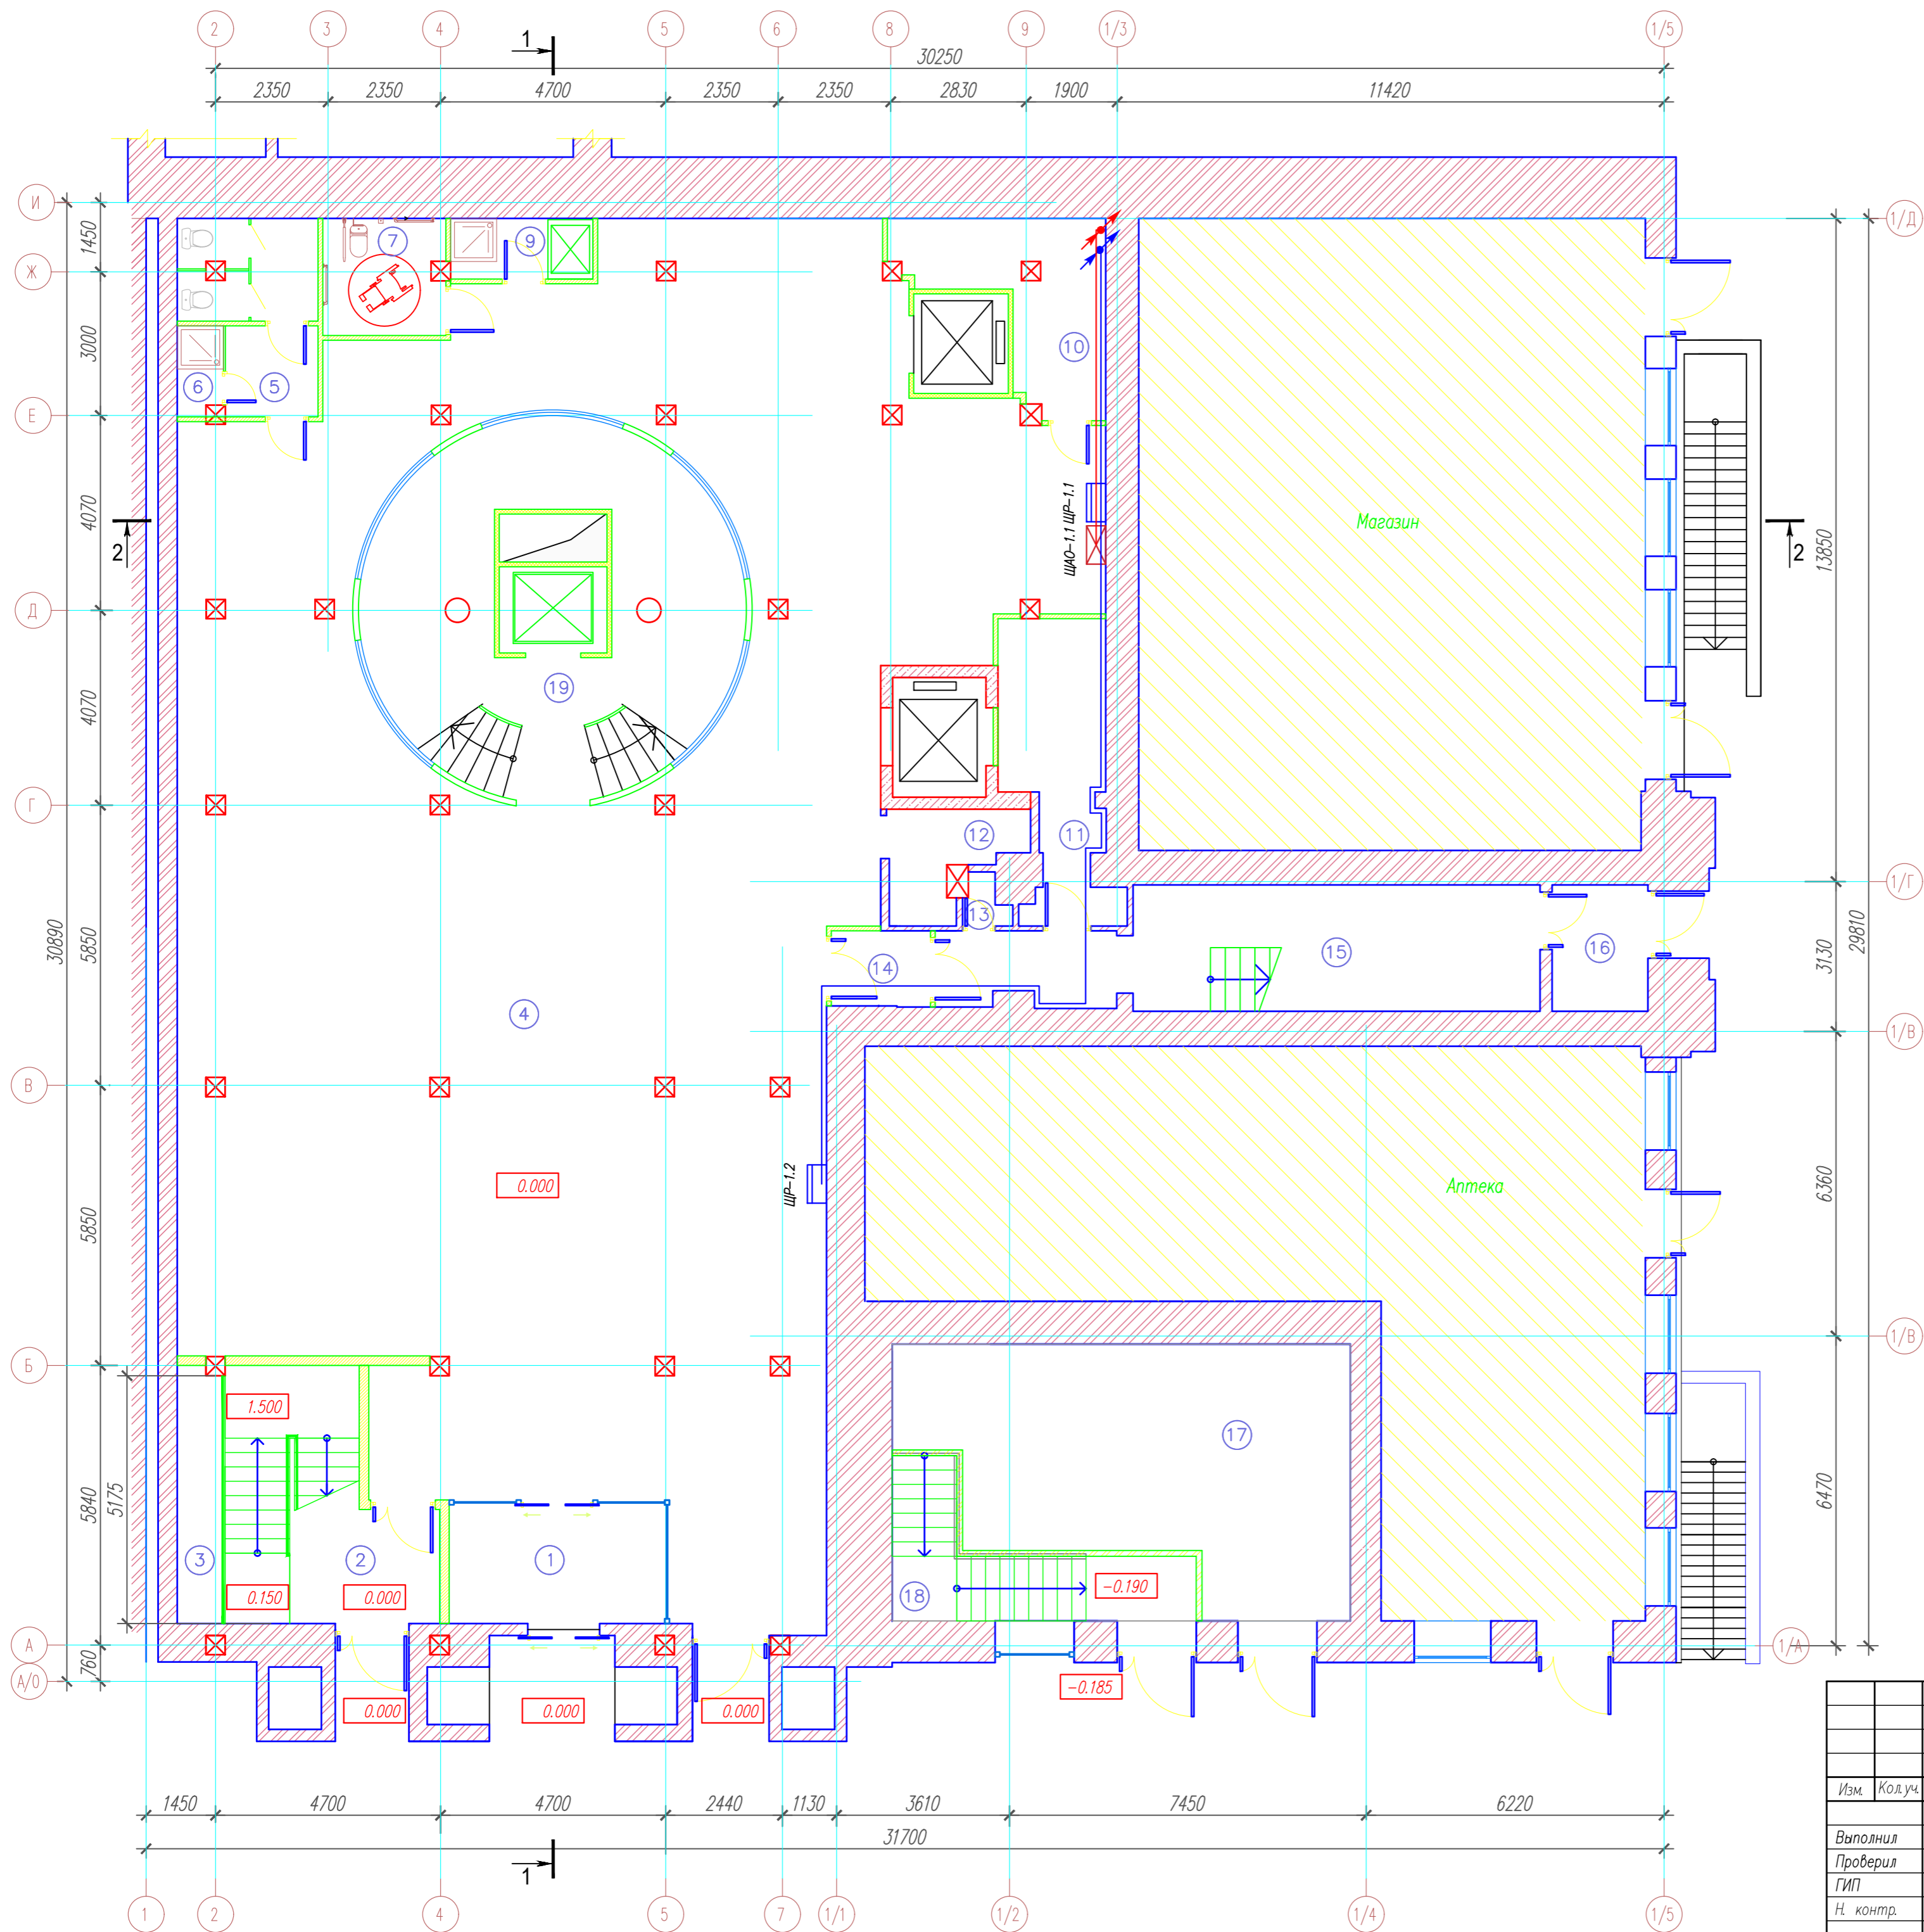 2 3 4 5 6 8 9 1/3 1/5
1
30250
2350 2350 4700 2350 2350 2830 1900 11420
И
1/Д
1450
7
9
Ж
3000
10
6
5
Е
4070
ЩАО-1.1 ЩР-1.1
Магазин
2
2
13850
Д
19
4070
Г
12
11
1/Г
13
30890
5850
14
15
16
3130
29810
4
1/В
В
ЩР-1.2
0.000
Аптека
6360
5850
1/В
Б
1.500
17
5840
5175
6470
3
2
1
0.150
0.000
18
-0.190
А
1/А
760
А/0
-0.185
0.000
0.000
0.000
Изм. Кол.уч.
1450 4700 4700 2440 1130 3610 7450 6220
31700
Выполнил
Проверил
1
ГИП
Н. контр.
1 2 4 5 7 1/1 1/2 1/4 1/5